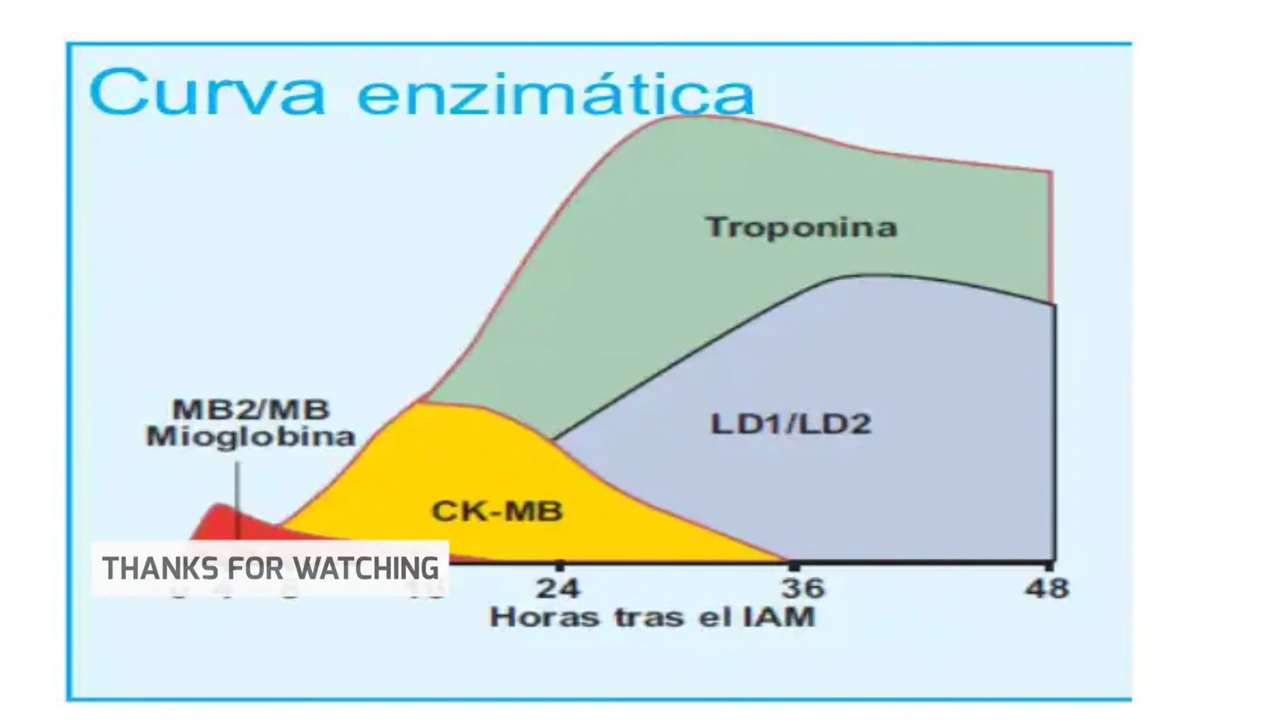 Curva enzimática
Troponina
MB2/MB
Mioglobina
LD1/LD2
CK-MB
THANKS FOR WATCHING
24 36 48
Horas tras el IAM